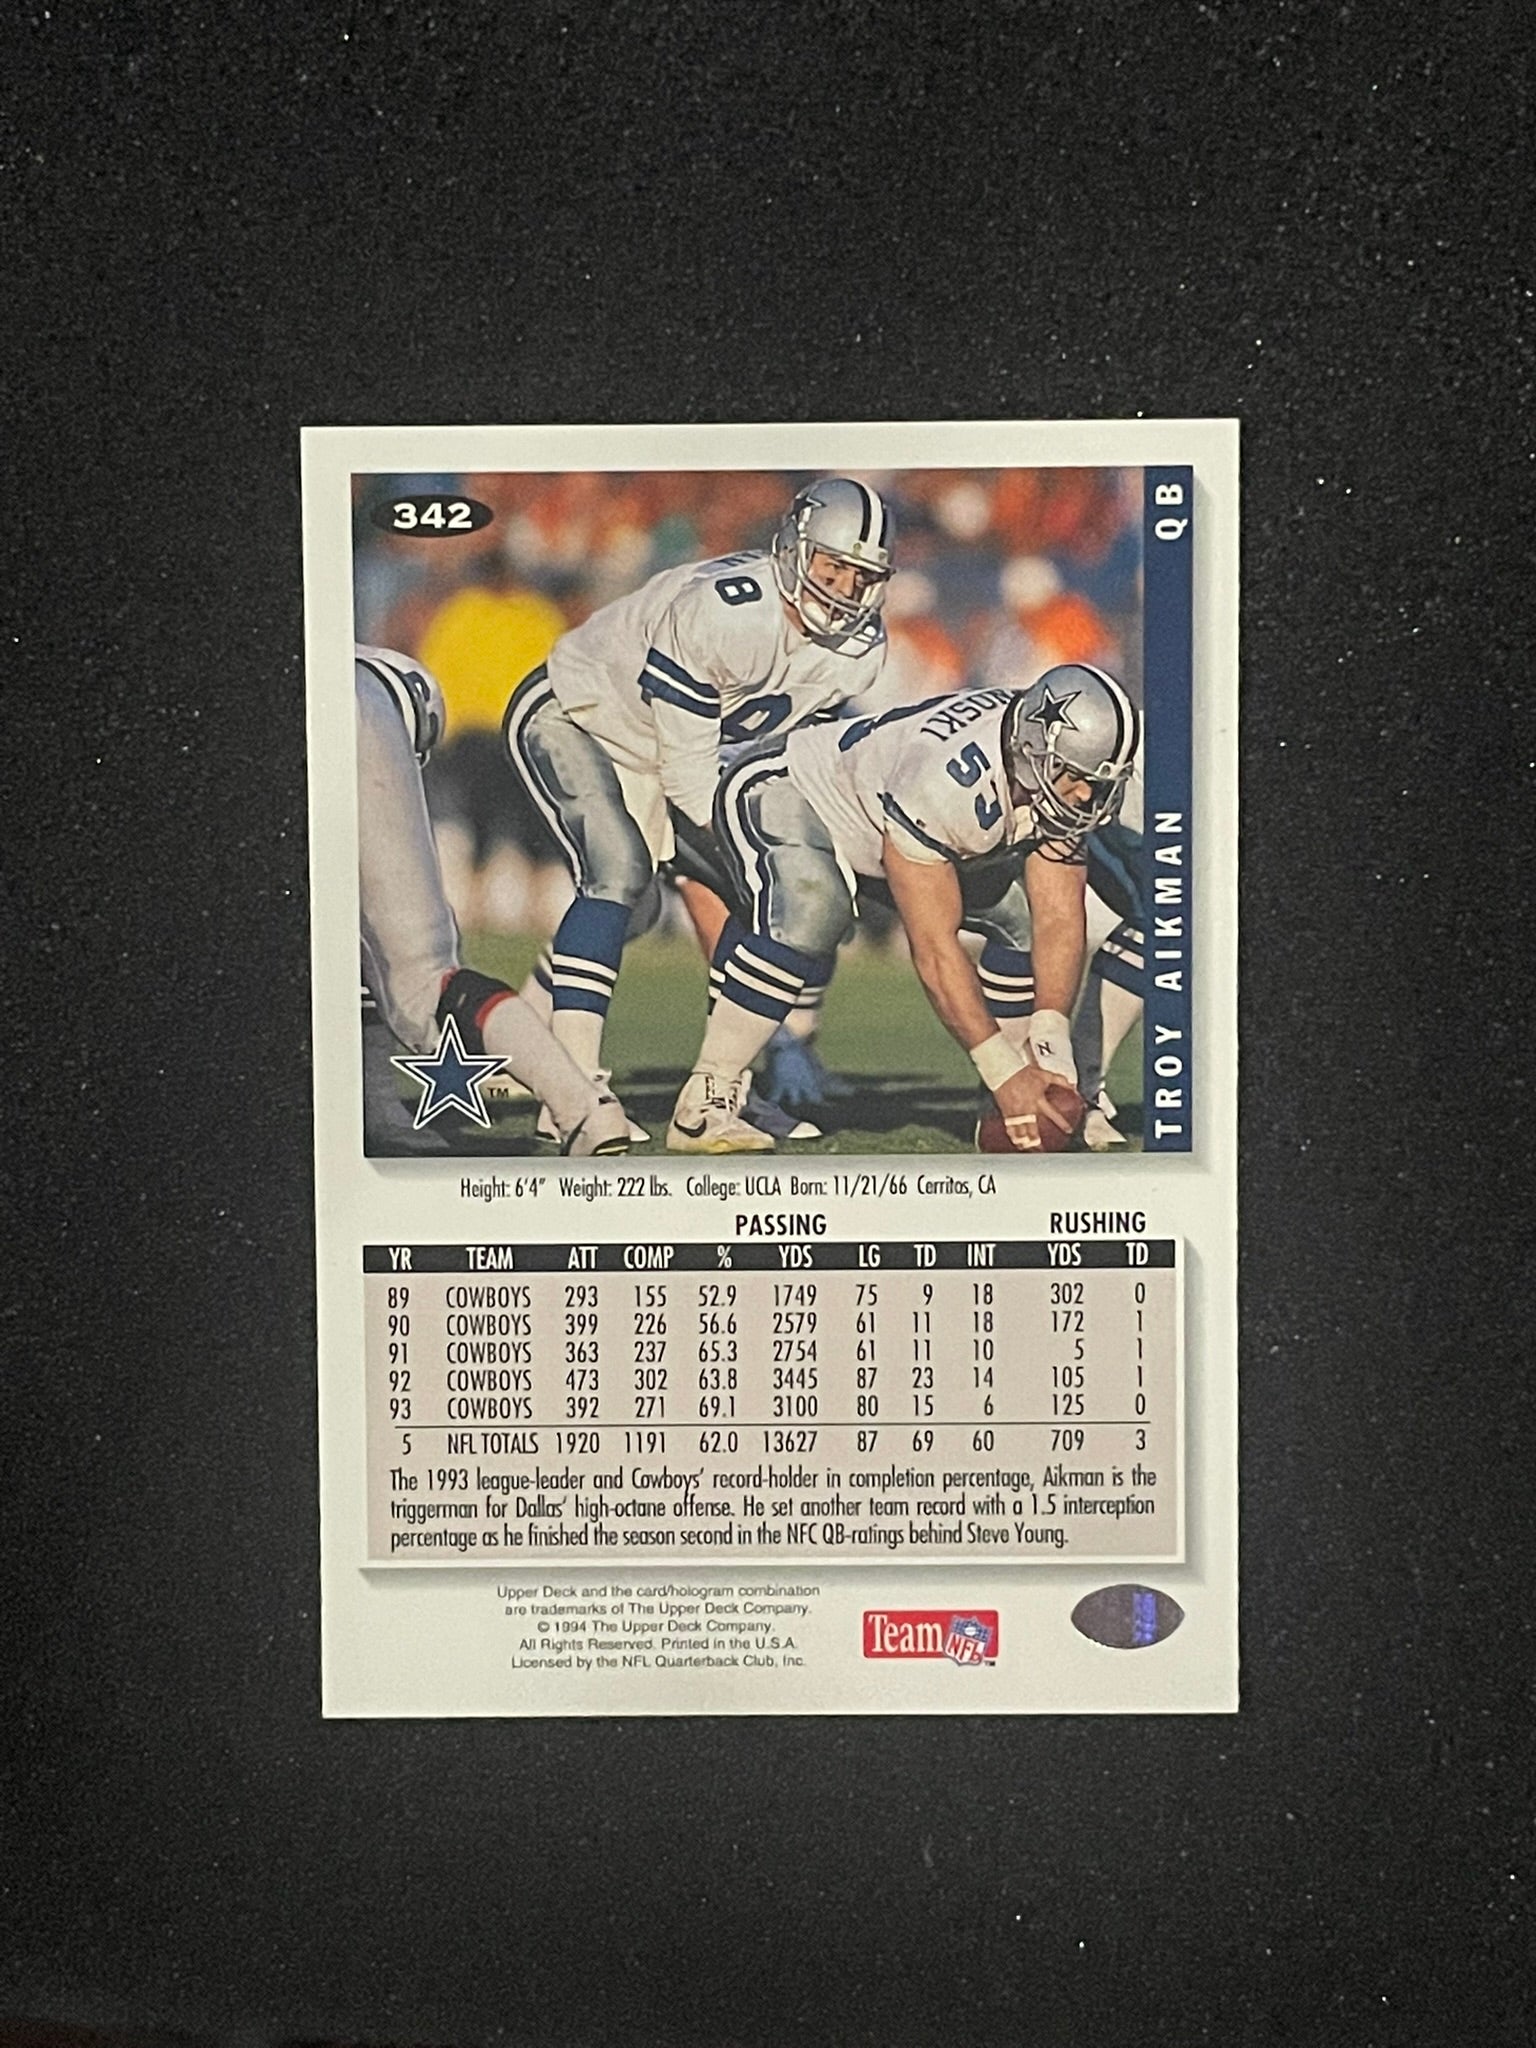 342
QB
TROY AIKMAN
8
8
NOSKI
53
TM
Height: 6'4" Weight: 222 lbs. College: UCLA Born: 11/21/66 Cerritos, CA
PASSING RUSHING
YR TEAM ATT COMP % YDS LG TD INT YDS TD
89 COWBOYS 293 155 52.9 1749 75 9 18 302 0
90 COWBOYS 399 226 56.6 2579 61 11 18 172 1
91 COWBOYS 363 237 65.3 2754 61 11 10 5 1
92 COWBOYS 473 302 63.8 3445 87 23 14 105 1
93 COWBOYS 392 271 69.1 3100 80 15 6 125 0
5 NFL TOTALS 1920 1191 62.0 13627 87 69 60 709 3
The 1993 league-leader and Cowboys' record-holder in completion percentage, Aikman is the
triggerman for Dallas' high-octane offense. He set another team record with a 1.5 interception
percentage as he finished the season second in the NFC QB-ratings behind Steve Young.
Upper Deck and the card/hologram combination
are trademarks of The Upper Deck Company.
© 1994 The Upper Deck Company.
All Rights Reserved. Printed in the U.S.A.
Licensed by the NFL Quarterback Club, Inc.
Team NFL TM